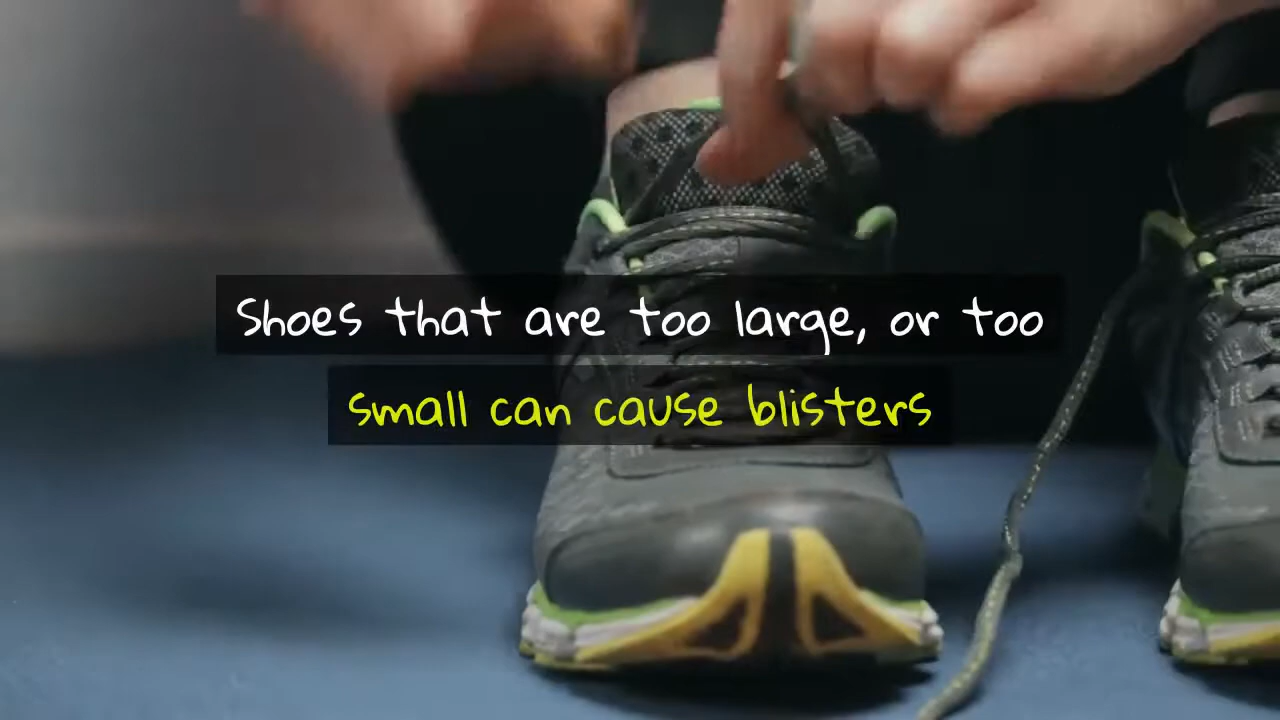 Shoes that are too large, or too
small can cause blisters